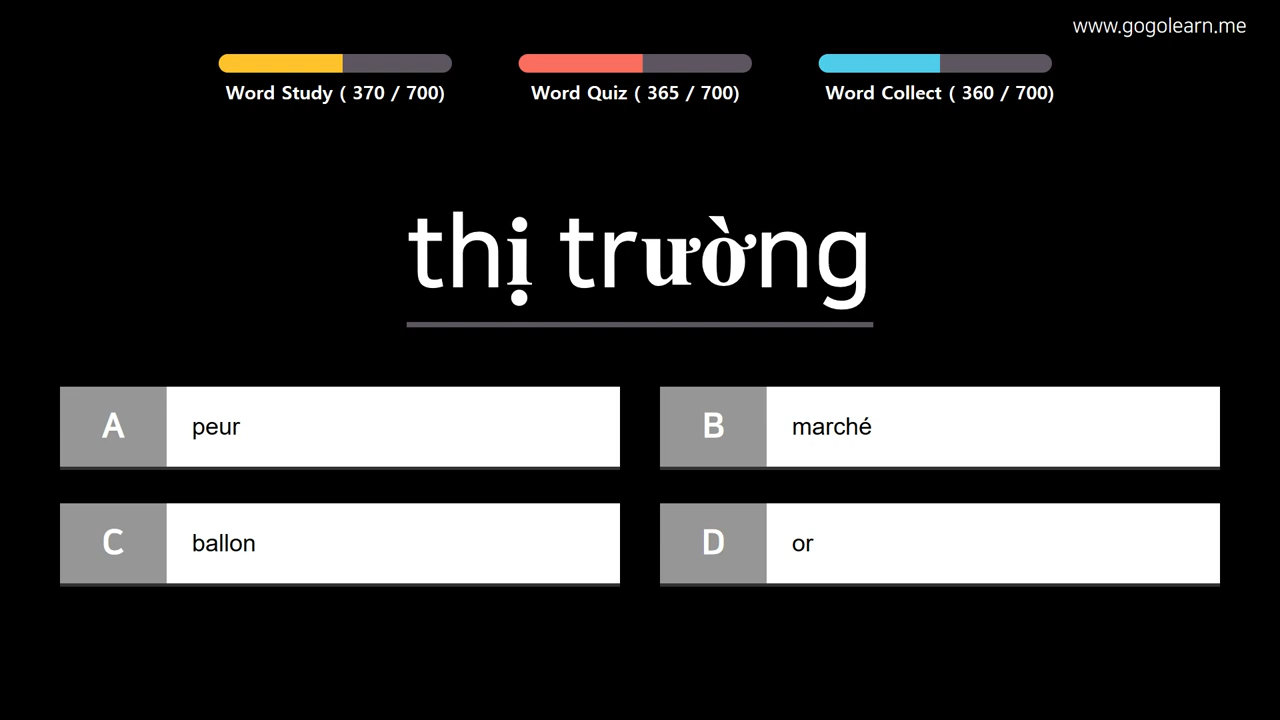 www.gogolearn.me
Word Study ( 370 / 700)
Word Quiz ( 365 / 700)
Word Collect ( 360 / 700)
thị trường
A peur
B marché
C ballon
D or